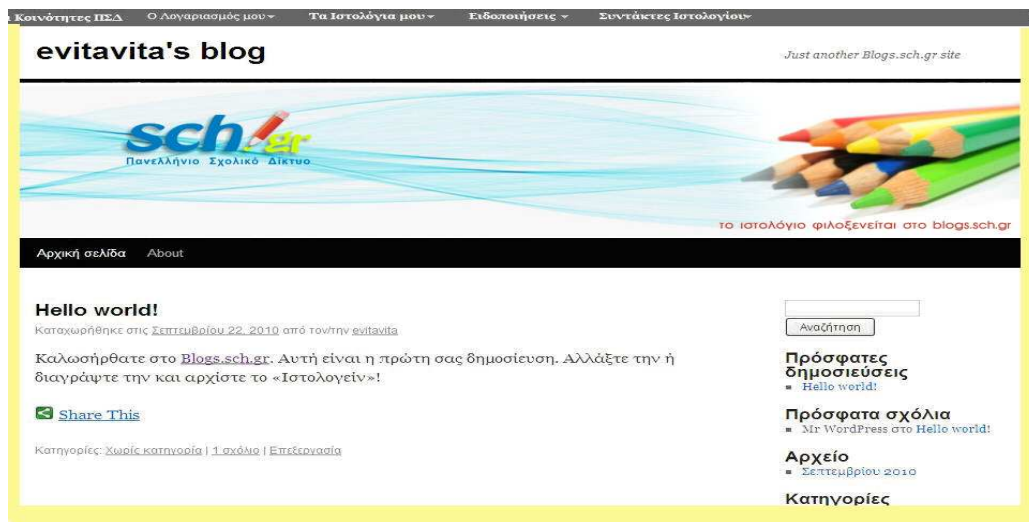 Κοινότητες ΠΣΔ Ο Λογαριασμός μου Τα Ιστολόγια μου Ειδοποιήσεις Συντάκτες Ιστολογίου
evitavita's blog
Just another Blogs.sch.gr site
sch.gr
Πανελλήνιο Σχολικό Δίκτυο
το ιστολόγιο φιλοξενείται στο blogs.sch.gr
Αρχική σελίδα About
Hello world!
Καταχωρήθηκε στις Σεπτεμβρίου 22, 2010 από τον/την evitavita
Καλωσήρθατε στο Blogs.sch.gr. Αυτή είναι η πρώτη σας δημοσίευση. Αλλάξτε την ή
διαγράψτε την και αρχίστε το «Ιστολογείν»!
Share This
Κατηγορίες: Χωρίς κατηγορία | 1 σχόλιο | Επεξεργασία
Αναζήτηση
Πρόσφατες
δημοσιεύσεις
Hello world!
Πρόσφατα σχόλια
Mr WordPress στο Hello world!
Αρχείο
Σεπτεμβρίου 2010
Κατηγορίες